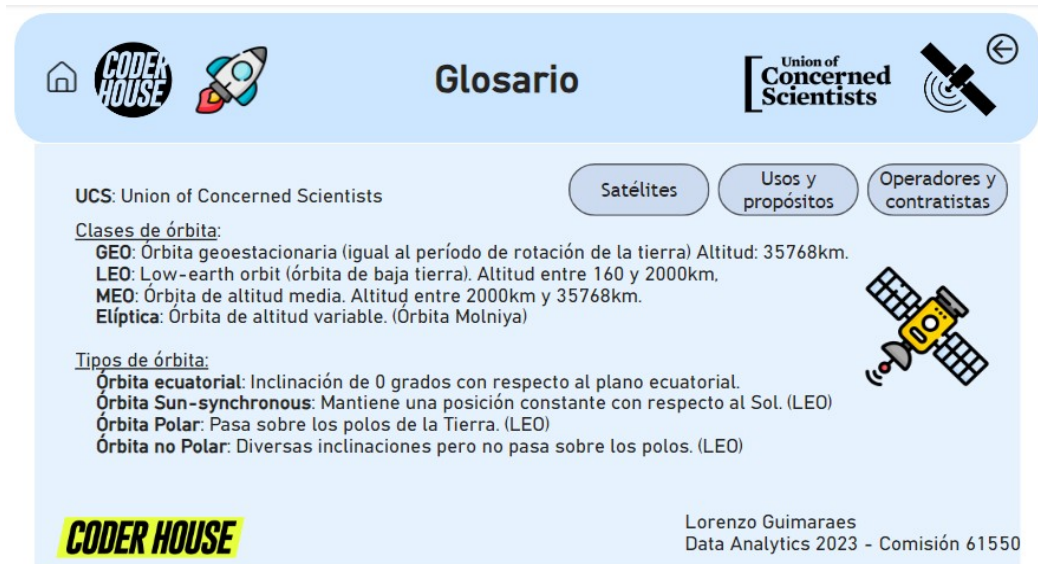 CODER
HOUSE
Glosario
Union of
Concerned
Scientists
UCS: Union of Concerned Scientists
Satélites
Usos y
propósitos
Operadores y
contratistas
Clases de órbita:
GEO: Órbita geoestacionaria (igual al período de rotación de la tierra) Altitud: 35768km.
LEO: Low-earth orbit (órbita de baja tierra). Altitud entre 160 y 2000km,
MEO: Órbita de altitud media. Altitud entre 2000km y 35768km.
Elíptica: Órbita de altitud variable. (Órbita Molniya)
Tipos de órbita:
Órbita ecuatorial: Inclinación de 0 grados con respecto al plano ecuatorial.
Órbita Sun-synchronous: Mantiene una posición constante con respecto al Sol. (LEO)
Órbita Polar: Pasa sobre los polos de la Tierra. (LEO)
Órbita no Polar: Diversas inclinaciones pero no pasa sobre los polos. (LEO)
CODER HOUSE
Lorenzo Guimaraes
Data Analytics 2023 - Comisión 61550